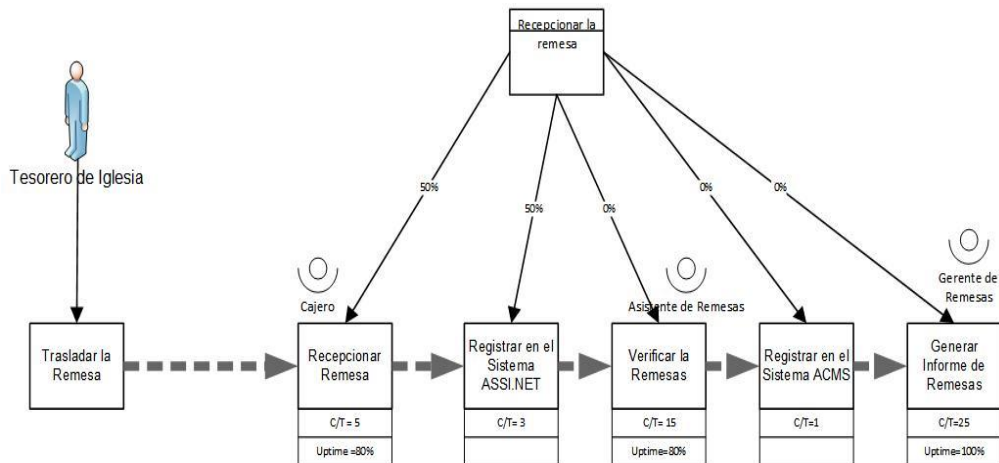 Recepcionar la
remesa
Tesorero de Iglesia
50%
50%
0%
0%
0%
Cajero
Asistente de Remesas
Gerente de
Remesas
Trasladar la
Remesa
Recepcionar
Remesa
Registrar en el
Sistema
ASSI.NET
Verificar la
Remesas
Registrar en el
Sistema ACMS
Generar
Informe de
Remesas
C/T = 5
C/T= 3
C/T= 15
C/T=1
C/T=25
Uptime =80%
Uptime=80%
Uptime=100%